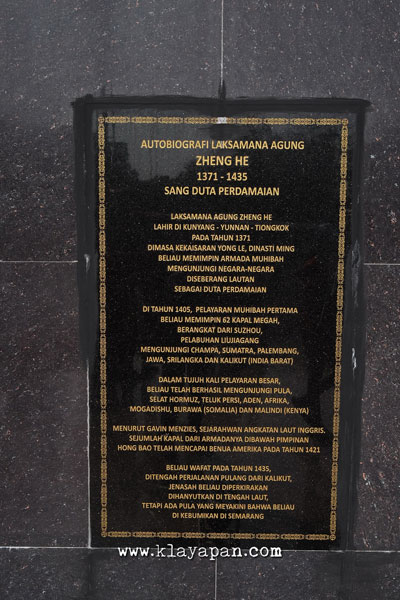 AUTOBIOGRAFI LAKSAMANA AGUNG
ZHENG HE
1371 - 1435
SANG DUTA PERDAMAIAN
LAKSAMANA AGUNG ZHENG HE
LAHIR DI KUNYANG - YUNNAN - TIONGKOK
PADA TAHUN 1371
DIMASA KEKAISARAN YONG LE, DINASTI MING
BELIAU MEMIMPIN ARMADA MUHIBAH
MENGUNJUNGI NEGARA-NEGARA
DISEBERANG LAUTAN
SEBAGAI DUTA PERDAMAIAN
DI TAHUN 1405, PELAYARAN MUHIBAH PERTAMA
BELIAU MEMIMPIN 62 KAPAL MEGAH,
BERANGKAT DARI SUZHOU,
PELABUHAN LIUJIAGANG
MENGUNJUNGI CHAMPA, SUMATRA, PALEMBANG,
JAWA, SRILANGKA DAN KALIKUT (INDIA BARAT)
DALAM TUJUH KALI PELAYARAN BESAR,
BELIAU TELAH BERHASIL MENGUNJUNGI PULA,
SELAT HORMUZ, TELUK PERSI, ADEN, AFRIKA,
MOGADISHU, BURAWA (SOMALIA) DAN MALINDI (KENYA)
MENURUT GAVIN MENZIES, SEJARAHWAN ANGKATAN LAUT INGGRIS,
SEJUMLAH KAPAL DARI ARMADANYA DIBAWAH PIMPINAN
HONG BAO TELAH MENCAPAI BENUA AMERIKA PADA TAHUN 1421
BELIAU WAFAT PADA TAHUN 1435,
DITENGAH PERJALANAN PULANG DARI KALIKUT,
JENASAH BELIAU DIPERKIRAKAN
DIHANYUTKAN DI TENGAH LAUT,
TETAPI ADA PULA YANG MEYAKINI BAHWA BELIAU
DI KEBUMIKAN DI SEMARANG
www.klayapan.com